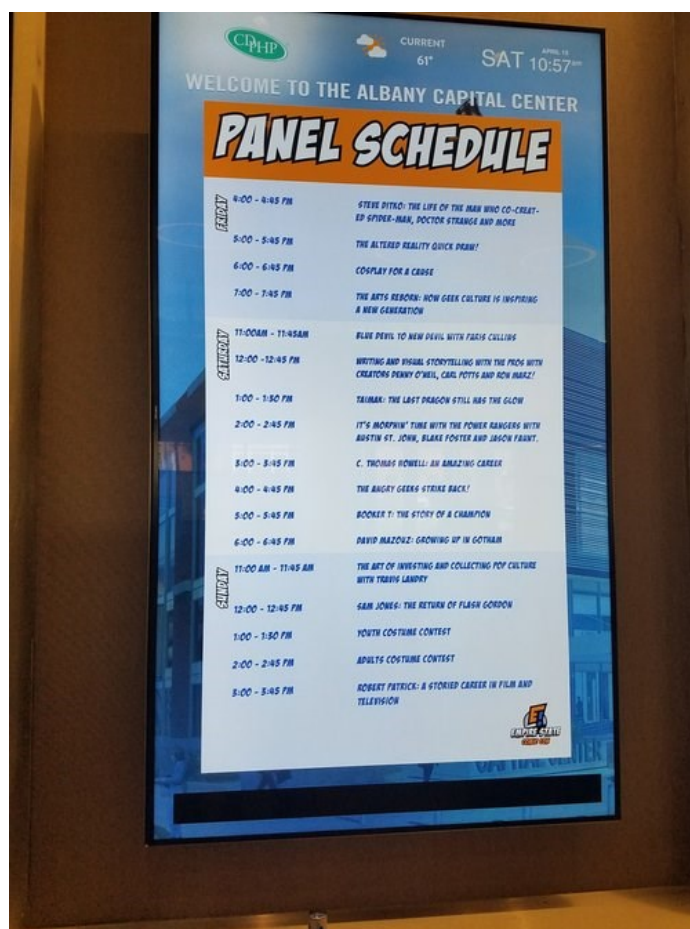 CDPHP
CURRENT
61°
APRIL 13
SAT 10:57AM
WELCOME TO THE ALBANY CAPITAL CENTER
PANEL SCHEDULE
FRIDAY
4:00 - 4:45 PM
STEVE DITKO: THE LIFE OF THE MAN WHO CO-CREAT-
ED SPIDER-MAN, DOCTOR STRANGE AND MORE
5:00 - 5:45 PM
THE ALTERED REALITY QUICK DRAW!
6:00 - 6:45 PM
COSPLAY FOR A CAUSE
7:00 - 7:45 PM
THE ARTS REBORN: HOW GEEK CULTURE IS INSPIRING
A NEW GENERATION
SATURDAY
11:00AM - 11:45AM
BLUE DEVIL TO NEW DEVIL WITH PARIS CULLINS
12:00 -12:45 PM
WRITING AND VISUAL STORYTELLING WITH THE PROS WITH
CREATORS DENNY O'NEIL, CARL POTTS AND RON MARZ!
1:00 - 1:30 PM
TAIMAK: THE LAST DRAGON STILL HAS THE GLOW
2:00 - 2:45 PM
IT'S MORPHIN' TIME WITH THE POWER RANGERS WITH
AUSTIN ST. JOHN, BLAKE FOSTER AND JASON FAUNT.
3:00 - 3:45 PM
C. THOMAS HOWELL: AN AMAZING CAREER
4:00 - 4:45 PM
THE ANGRY GEEKS STRIKE BACK!
5:00 - 5:45 PM
BOOKER T: THE STORY OF A CHAMPION
6:00 - 6:45 PM
DAVID MAZOUZ: GROWING UP IN GOTHAM
SUNDAY
11:00 AM - 11:45 AM
THE ART OF INVESTING AND COLLECTING POP CULTURE
WITH TRAVIS LANDRY
12:00 - 12:45 PM
SAM JONES: THE RETURN OF FLASH GORDON
1:00 - 1:30 PM
YOUTH COSTUME CONTEST
2:00 - 2:45 PM
ADULTS COSTUME CONTEST
3:00 - 3:45 PM
ROBERT PATRICK: A STORIED CAREER IN FILM AND
TELEVISION
EMPIRE STATE
COMIC CON
CAPITAL CENTER